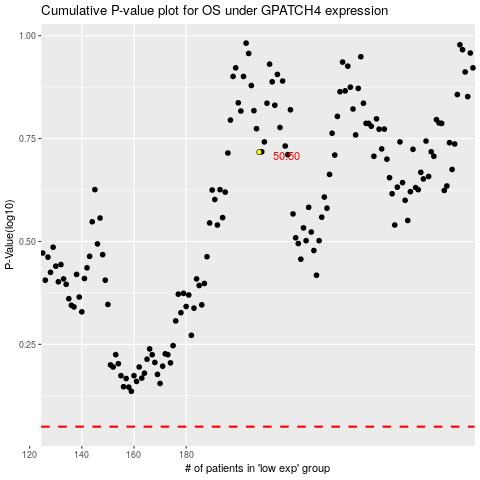 Cumulative P-value plot for OS under GPATCH4 expression
P-Value(log10)
1.00
0.75
0.50
0.25
50:50
120 140 160 180
# of patients in 'low exp' group